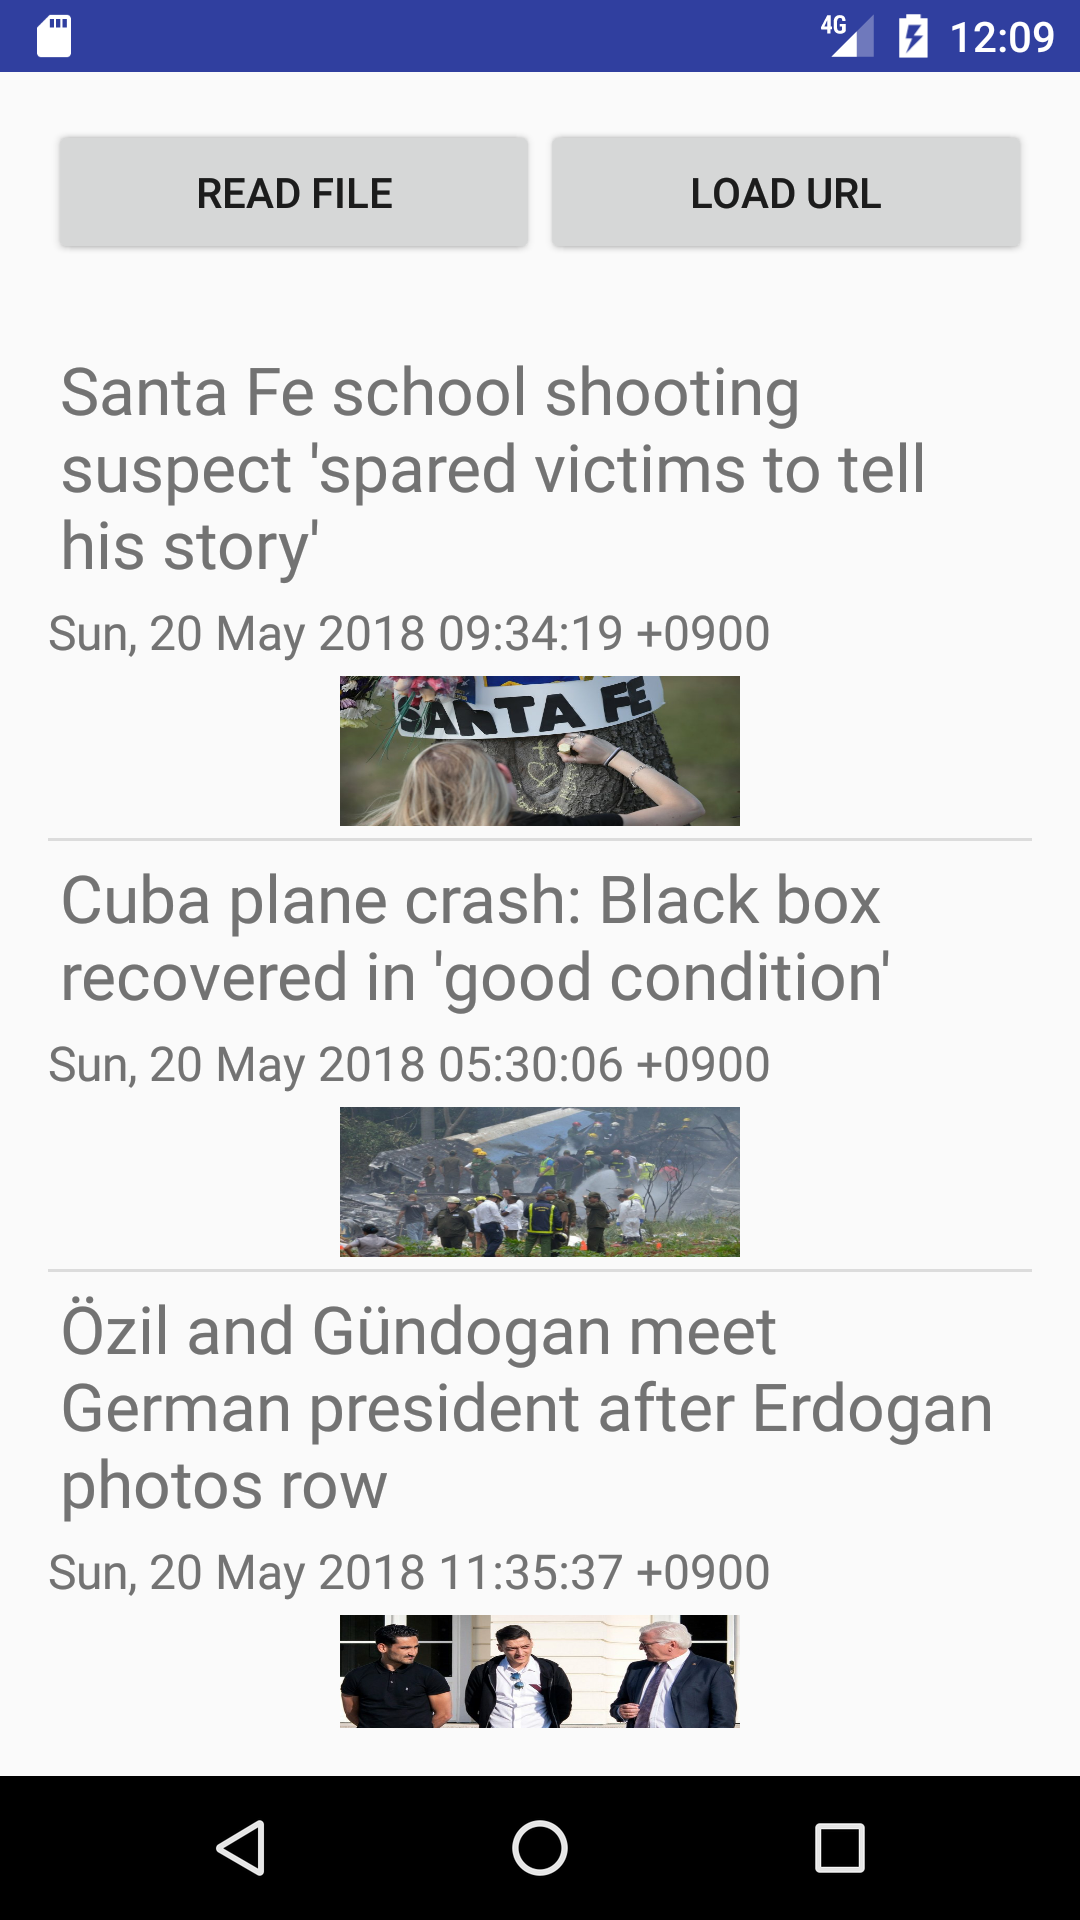 4G 12:09
READ FILE LOAD URL
Santa Fe school shooting
suspect 'spared victims to tell
his story'
Sun, 20 May 2018 09:34:19 +0900
SANTA FE
Cuba plane crash: Black box
recovered in 'good condition'
Sun, 20 May 2018 05:30:06 +0900
Özil and Gündogan meet
German president after Erdogan
photos row
Sun, 20 May 2018 11:35:37 +0900